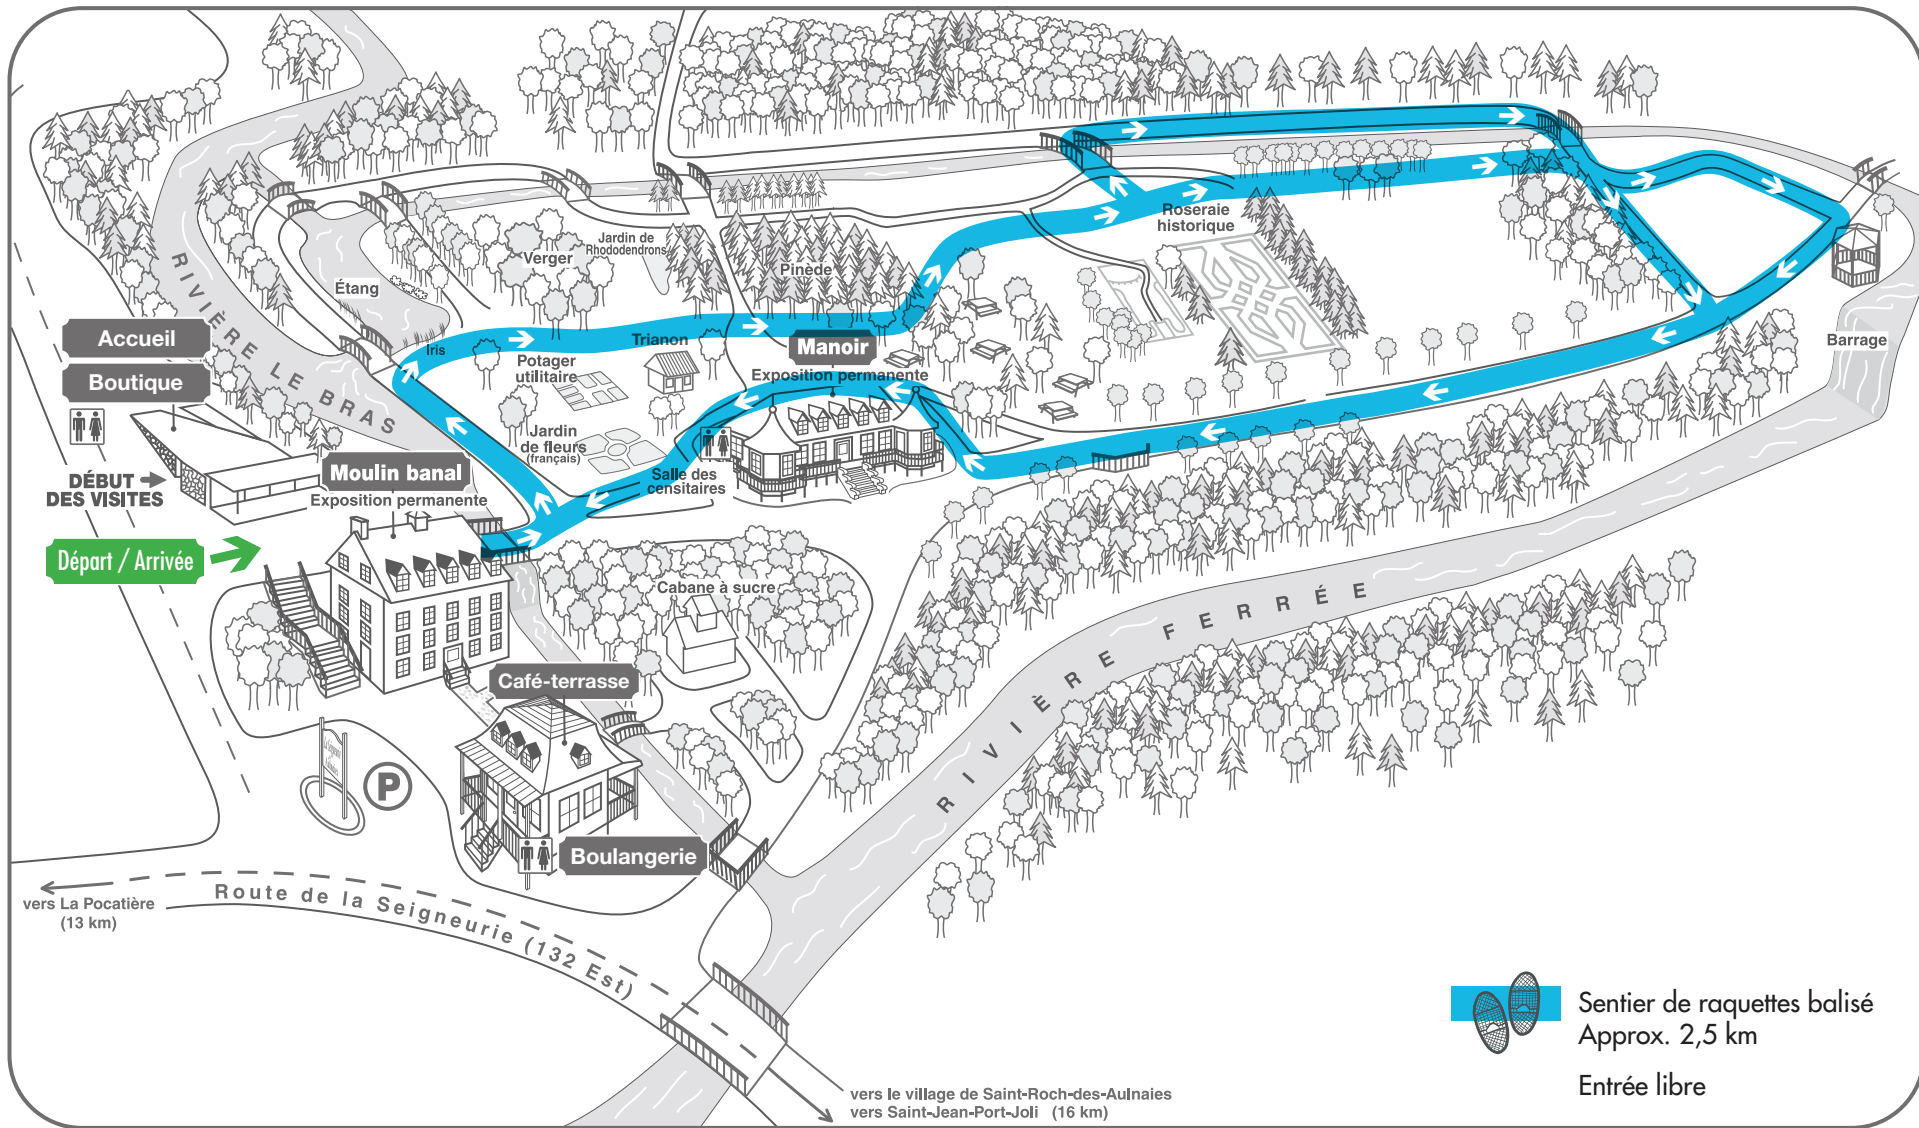 Accueil
Boutique
DÉBUT
DES VISITES
Départ / Arrivée
RIVIÈRE LE BRAS
Étang
Iris
Verger
Jardin de
Rhododendrons
Pinède
Roseraie
historique
Trianon
Potager
utilitaire
Manoir
Exposition permanente
Jardin
de fleurs
(français)
Salle des
censitaires
Moulin banal
Exposition permanente
Barrage
Cabane à sucre
Café-terrasse
Boulangerie
P
RIVIÈRE FERRÉE
vers La Pocatière
(13 km)
Route de la Seigneurie (132 Est)
vers le village de Saint-Roch-des-Aulnaies
vers Saint-Jean-Port-Joli (16 km)
Sentier de raquettes balisé
Approx. 2,5 km
Entrée libre